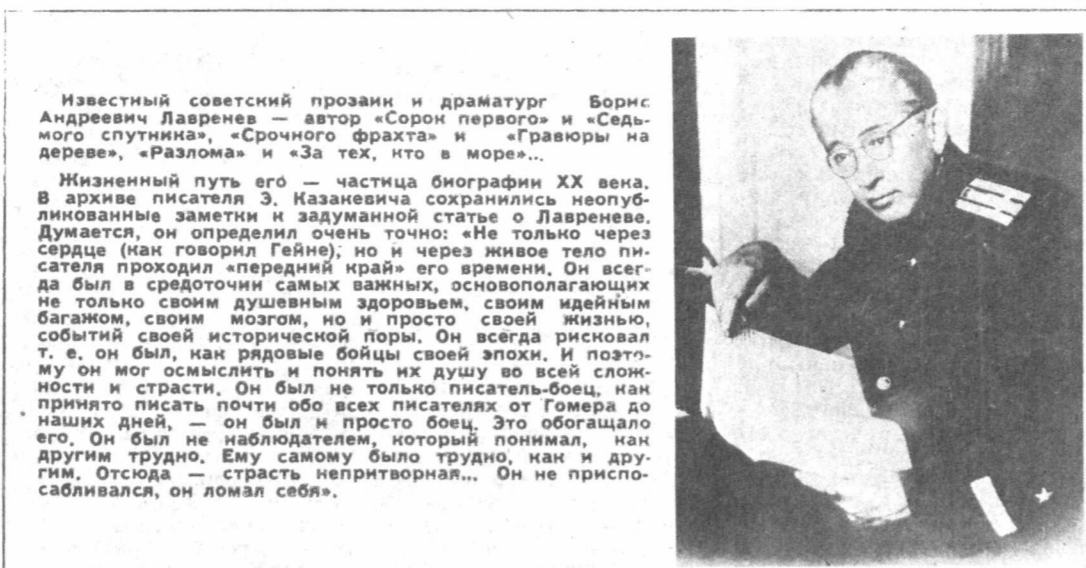 Известный советский прозаик и драматург Борис
Андреевич Лавренев — автор «Сорок первого» и «Седь-
мого спутника», «Срочного фрахта» и «Гравюры на
дереве», «Разлома» и «За тех, кто в море»...
Жизненный путь его — частица биографии XX века.
В архиве писателя Э. Казакевича сохранились неопуб-
ликованные заметки к задуманной статье о Лавреневе.
Думается, он определил очень точно: «Не только через
сердце (как говорил Гейне), но и через живое тело пи-
сателя проходил «передний край» его времени. Он всег-
да был в средоточии самых важных, основополагающих
не только своим душевным здоровьем, своим идейным
багажом, своим мозгом, но и просто своей жизнью,
событий своей исторической поры. Он всегда рисковал
т. е. он был, как рядовые бойцы своей эпохи. И поэто-
му он мог осмыслить и понять их душу во всей слож-
ности и страсти. Он был не только писатель-боец, как
принято писать почти обо всех писателях от Гомера до
наших дней, — он был и просто боец. Это обогащало
его. Он был не наблюдателем, который понимал, как
другим трудно. Ему самому было трудно, как и дру-
гим. Отсюда — страсть непритворная... Он не приспо-
сабливался, он ломал себя».